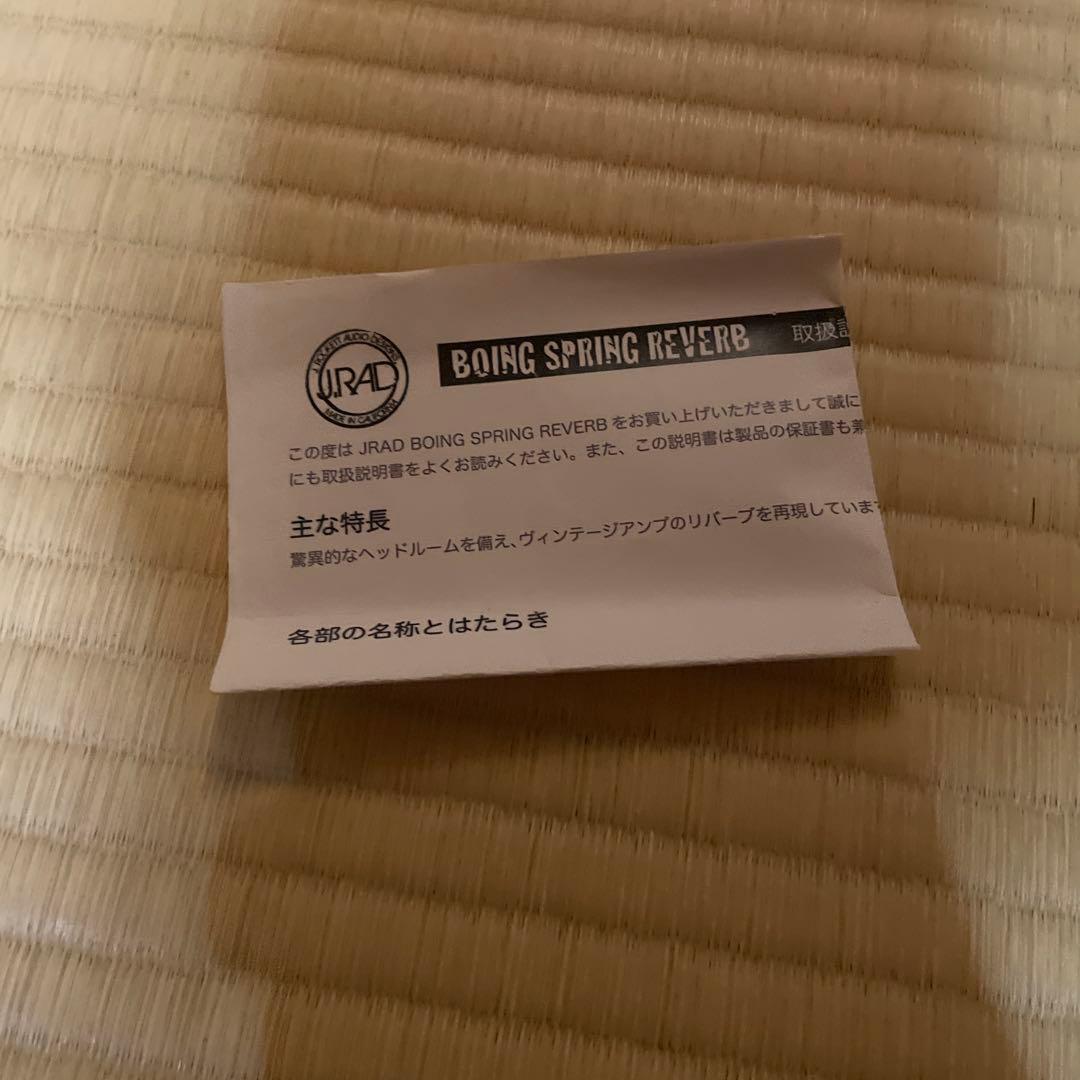 J. ROCKETT AUDIO DESIGNS
J.RAD
MADE IN CALIFORNIA
BOING SPRING REVERB 取扱説
この度は JRAD BOING SPRING REVERB をお買い上げいただきまして誠に
にも取扱説明書をよくお読みください。また、この説明書は製品の保証書も兼
主な特長
驚異的なヘッドルームを備え、ヴィンテージアンプのリバーブを再現していま
各部の名称とはたらき